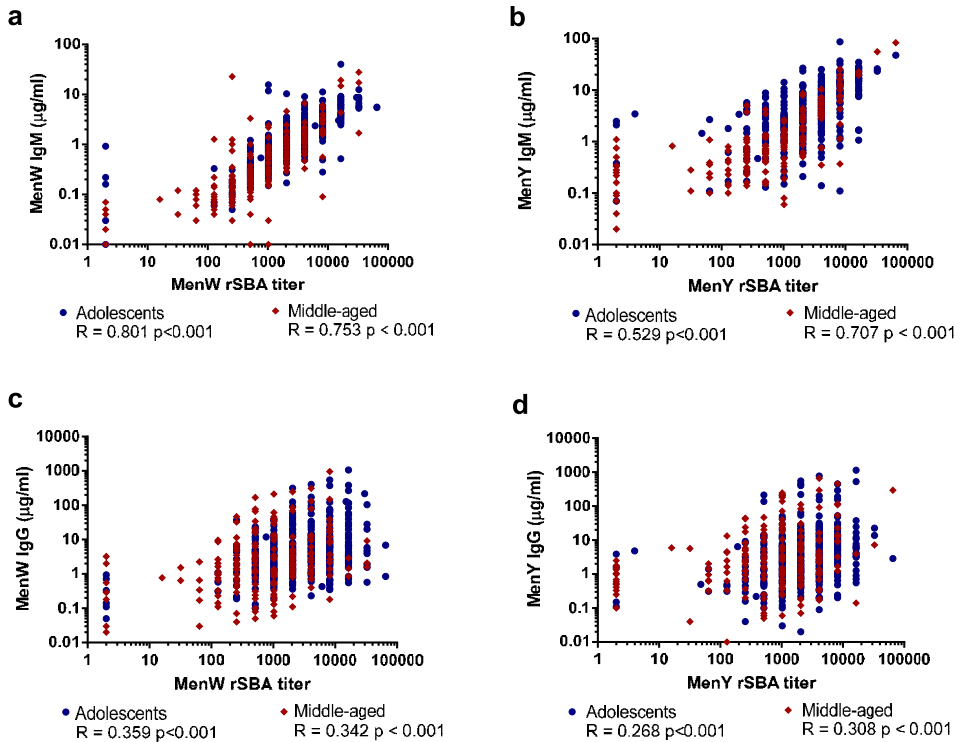 a
b
100
10
1
0.1
0.01
MenW IgM (µg/ml)
1 10 100 1000 10000 100000
MenW rSBA titer
Adolescents
R = 0.801 p<0.001
Middle-aged
R = 0.753 p < 0.001
100
10
1
0.1
0.01
MenY IgM (µg/ml)
1 10 100 1000 10000 100000
MenY rSBA titer
Adolescents
R = 0.529 p<0.001
Middle-aged
R = 0.707 p < 0.001
c
d
10000
1000
100
10
1
0.1
0.01
MenW IgG (µg/ml)
1 10 100 1000 10000 100000
MenW rSBA titer
Adolescents
R = 0.359 p<0.001
Middle-aged
R = 0.342 p < 0.001
10000
1000
100
10
1
0.1
0.01
MenY IgG (µg/ml)
1 10 100 1000 10000 100000
MenY rSBA titer
Adolescents
R = 0.268 p<0.001
Middle-aged
R = 0.308 p < 0.001